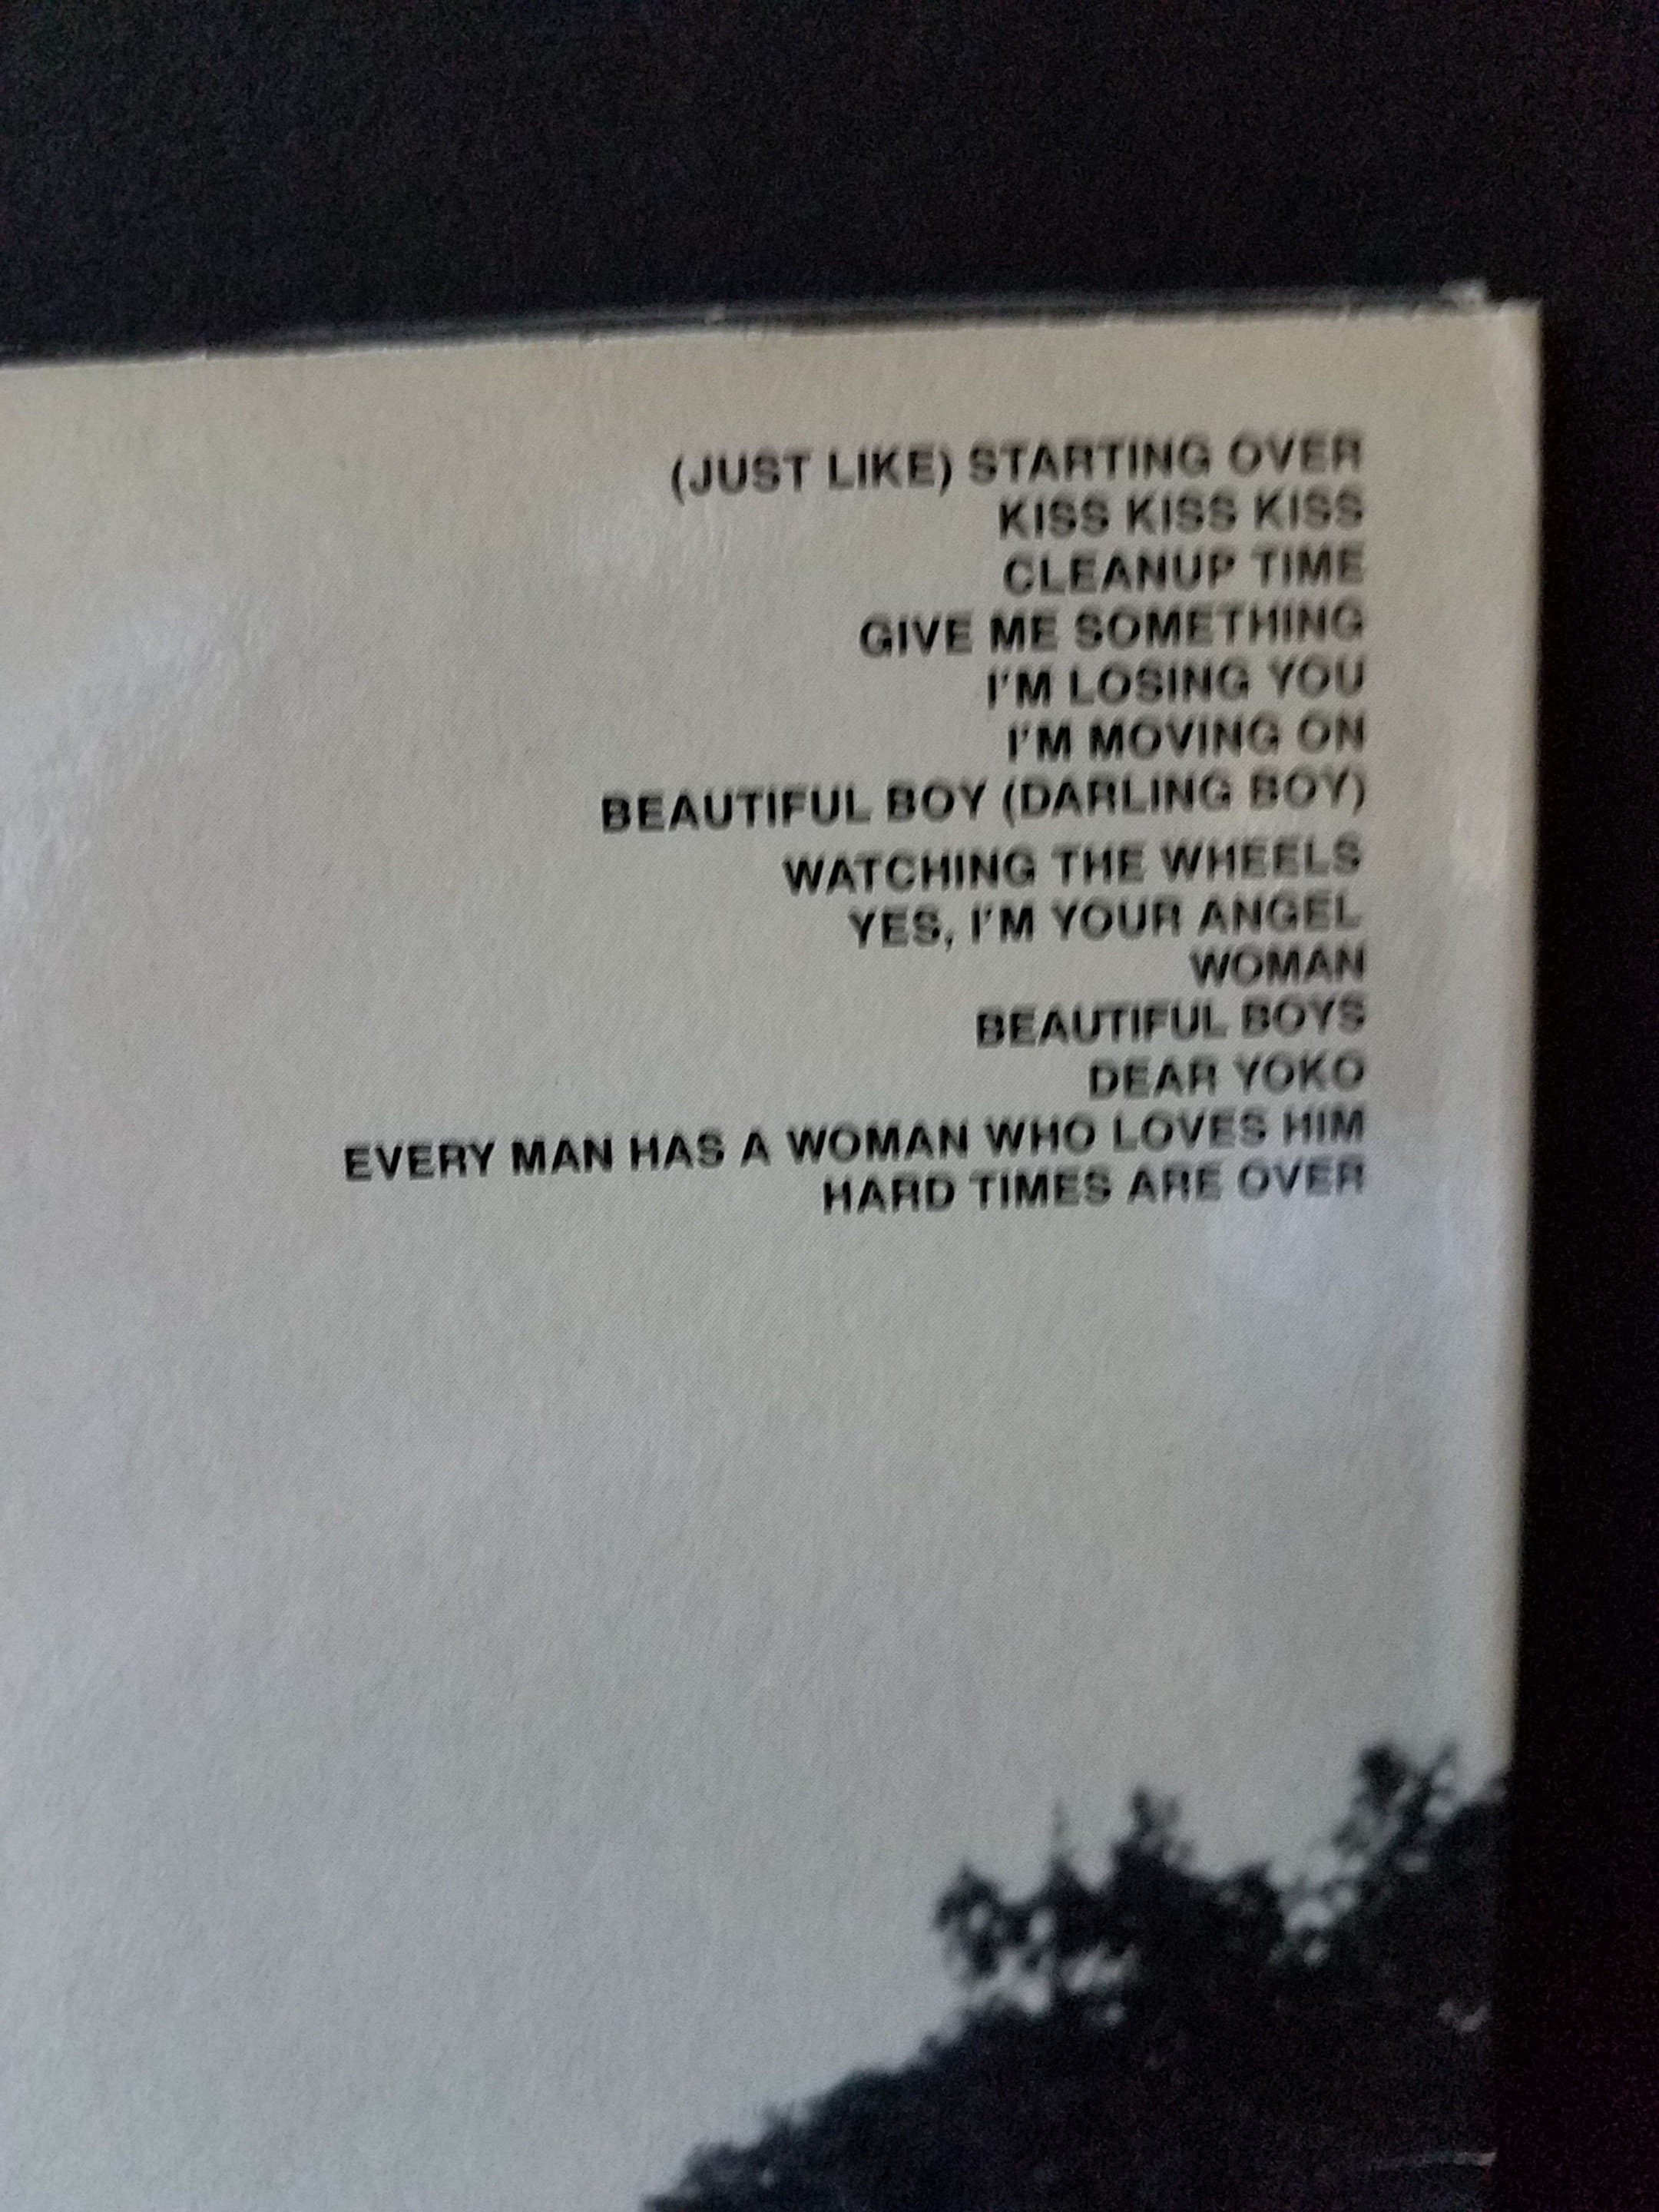 (JUST LIKE) STARTING OVER
KISS KISS KISS
CLEANUP TIME
GIVE ME SOMETHING
I'M LOSING YOU
I'M MOVING ON
BEAUTIFUL BOY (DARLING BOY)
WATCHING THE WHEELS
YES, I'M YOUR ANGEL
WOMAN
BEAUTIFUL BOYS
DEAR YOKO
EVERY MAN HAS A WOMAN WHO LOVES HIM
HARD TIMES ARE OVER